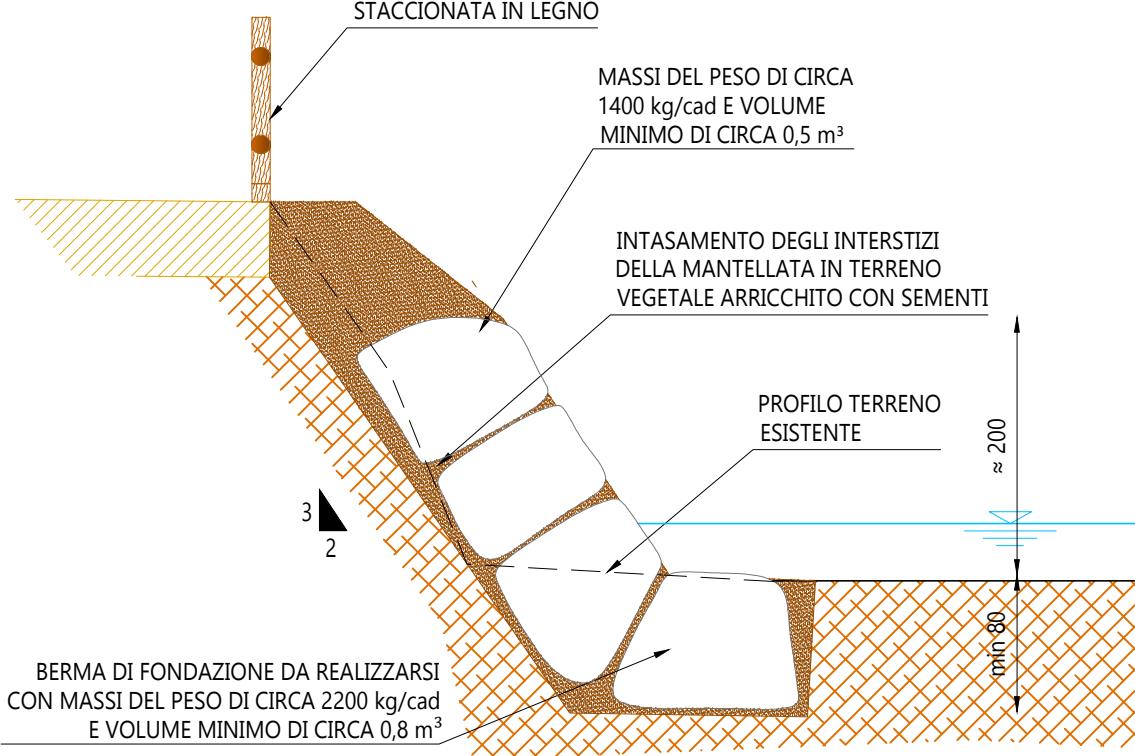 STACCIONATA IN LEGNO
MASSI DEL PESO DI CIRCA
1400 kg/cad E VOLUME
MINIMO DI CIRCA 0,5 m³
INTASAMENTO DEGLI INTERSTIZI
DELLA MANTELLATA IN TERRENO
VEGETALE ARRICCHITO CON SEMENTI
PROFILO TERRENO
ESISTENTE
≈ 200
3
2
min 80
BERMA DI FONDAZIONE DA REALIZZARSI
CON MASSI DEL PESO DI CIRCA 2200 kg/cad
E VOLUME MINIMO DI CIRCA 0,8 m³